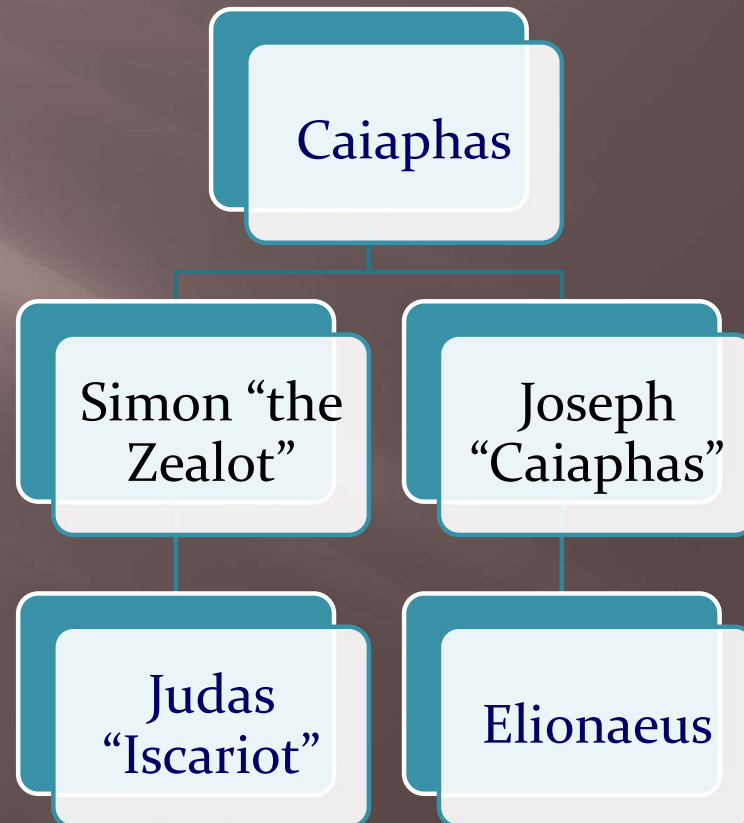 Caiaphas
Simon “the
Zealot”
Joseph
“Caiaphas”
Judas
“Iscariot”
Elionaeus